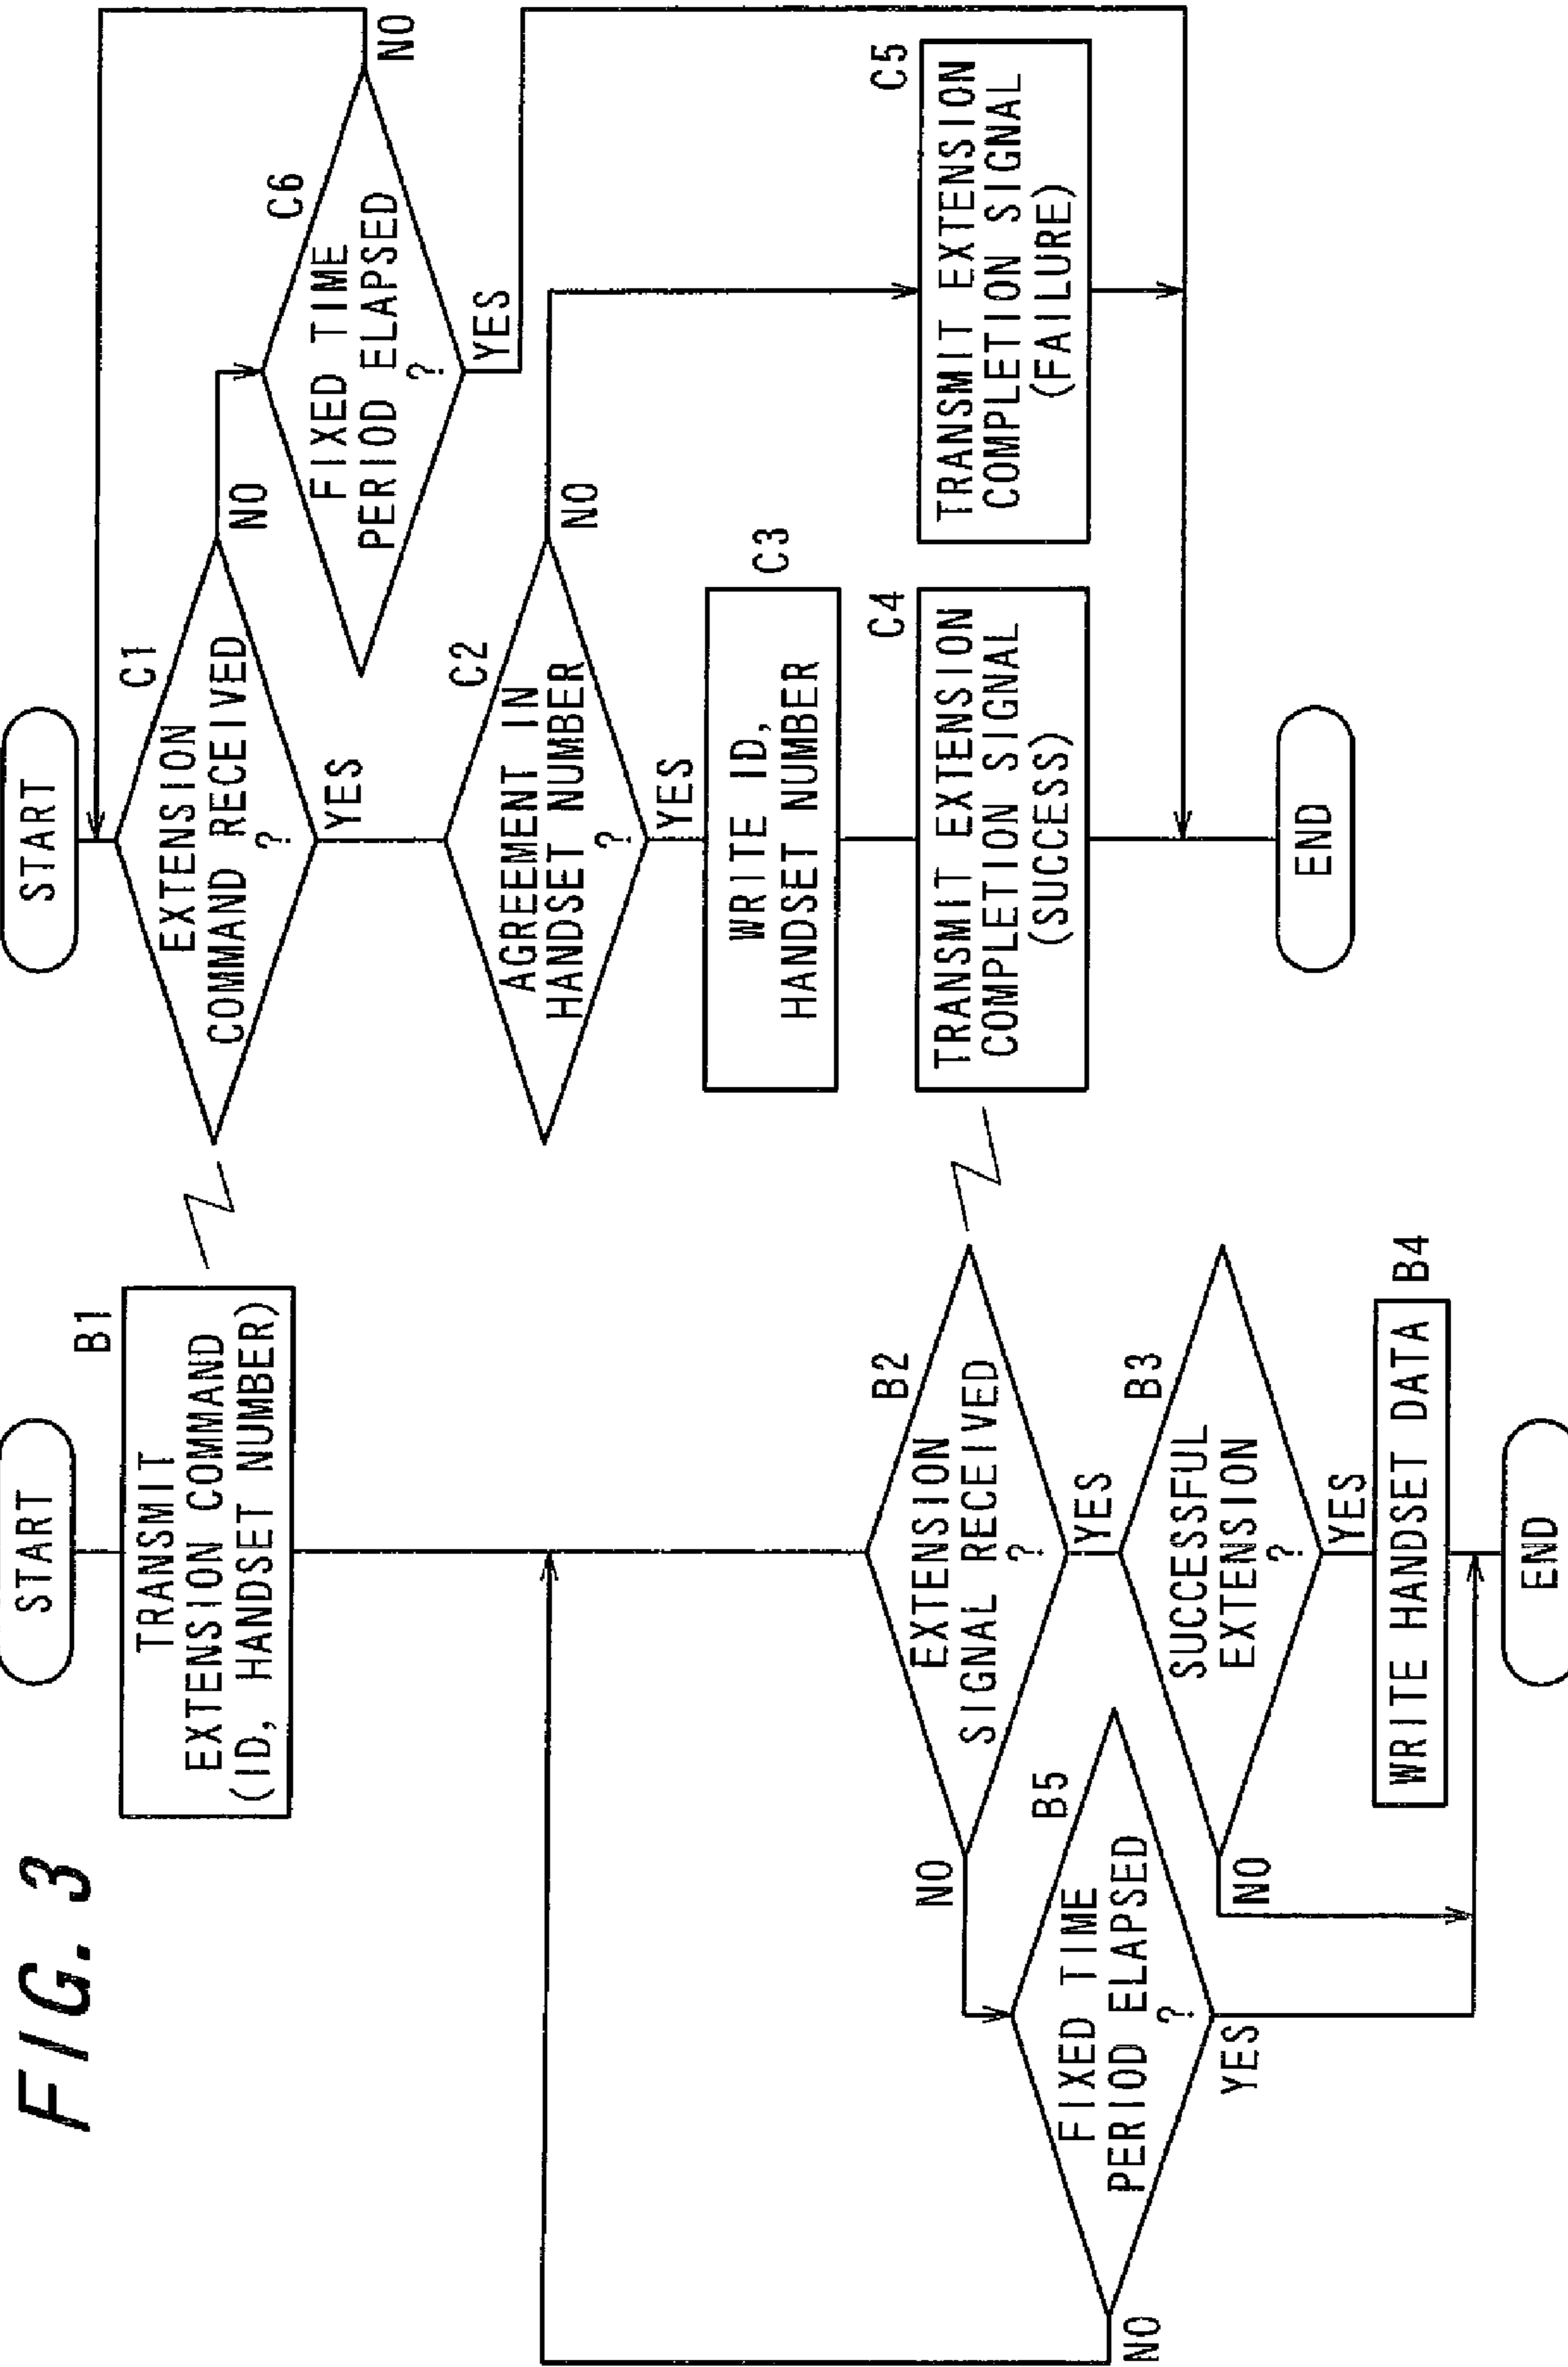 FIG. 3
START
B1
TRANSMIT
EXTENSION COMMAND
(ID, HANDSET NUMBER)
B2
EXTENSION
SIGNAL RECEIVED
?
NO
YES
B5
FIXED TIME
PERIOD ELAPSED
?
NO
YES
B3
SUCCESSFUL
EXTENSION
?
NO
YES
WRITE HANDSET DATA
B4
END
START
C1
EXTENSION
COMMAND RECEIVED
?
NO
YES
C6
FIXED TIME
PERIOD ELAPSED
?
NO
YES
C2
AGREEMENT IN
HANDSET NUMBER
?
NO
YES
C3
WRITE ID,
HANDSET NUMBER
C4
TRANSMIT EXTENSION
COMPLETION SIGNAL
(SUCCESS)
C5
TRANSMIT EXTENSION
COMPLETION SIGNAL
(FAILURE)
END